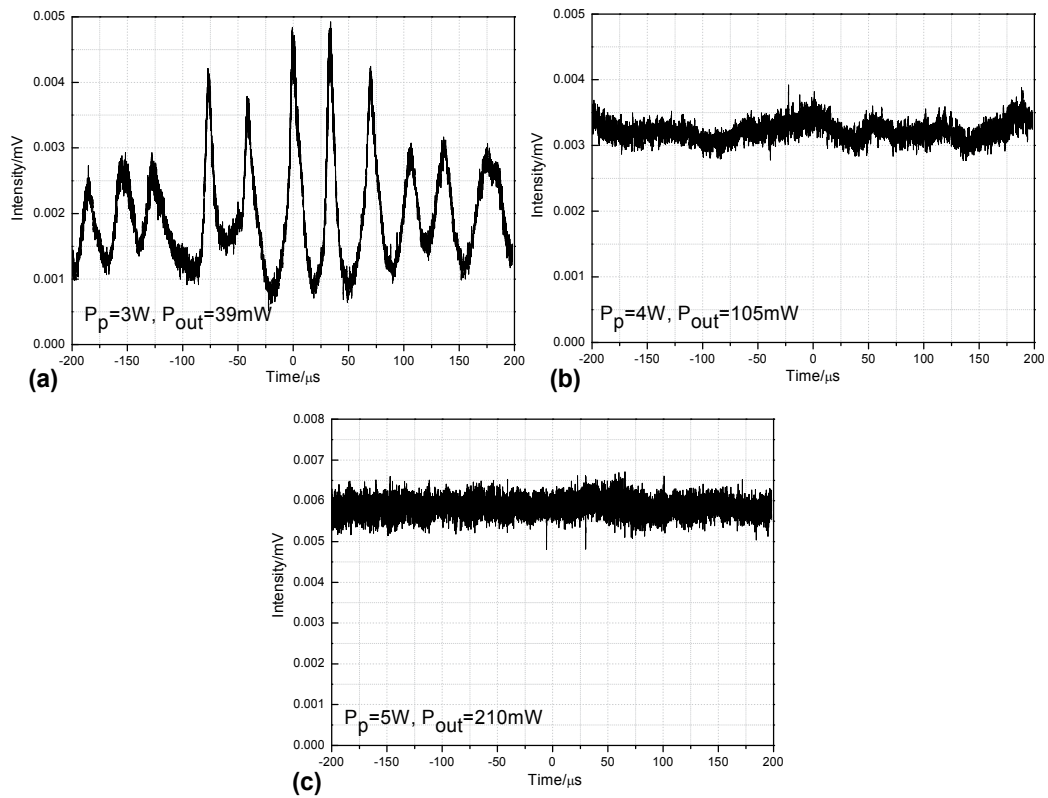 0.005
0.004
0.003
0.002
0.001
0.000
Intensity/mV
P_p=3W, P_out=39mW
-200 -150 -100 -50 0 50 100 150 200
Time/μs
(a)
0.005
0.004
0.003
0.003
0.001
0.000
Intensity/mV
P_p=4W, P_out=105mW
-200 -150 -100 -50 0 50 100 150 200
Time/μs
(b)
0.008
0.007
0.006
0.005
0.004
0.003
0.002
0.001
0.000
Intensity/mV
P_p=5W, P_out=210mW
-200 -150 -100 -50 0 50 100 150 200
Time/μs
(c)